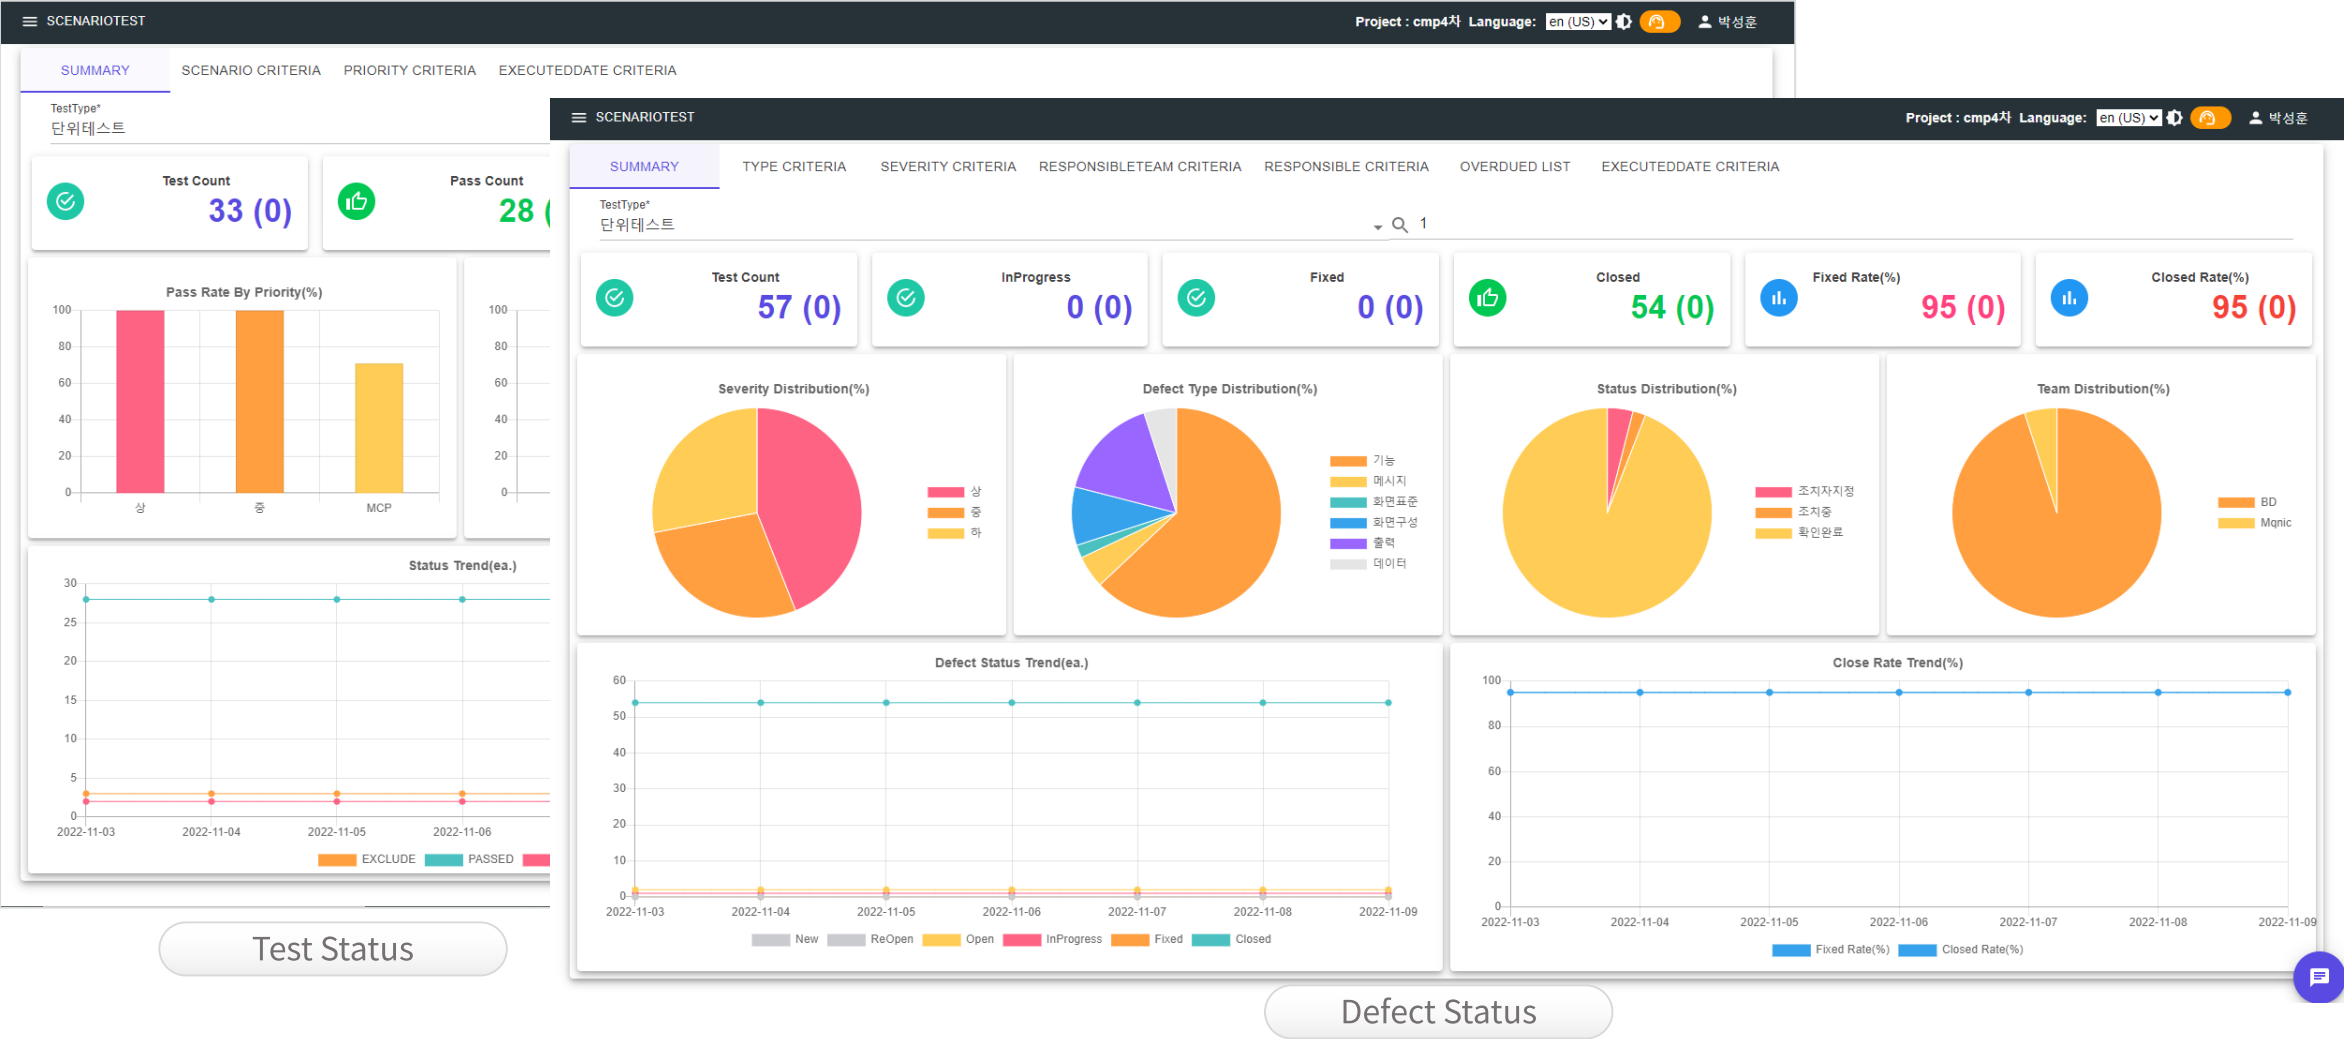 SCENARIOTEST
Project : cmp4차 Language: en (US) 박성훈
SUMMARY SCENARIO CRITERIA PRIORITY CRITERIA EXECUTEDDATE CRITERIA
TestType*
단위테스트
Test Count
33 (0)
Pass Count
28 (
Pass Rate By Priority(%)
100
80
60
40
20
0
상 중 MCP
100
80
60
40
20
0
Status Trend(ea.)
30
25
20
15
10
5
0
2022-11-03 2022-11-04 2022-11-05 2022-11-06
EXCLUDE PASSED
Test Status
SCENARIOTEST
Project : cmp4차 Language: en (US) 박성훈
SUMMARY TYPE CRITERIA SEVERITY CRITERIA RESPONSIBLETEAM CRITERIA RESPONSIBLE CRITERIA OVERDUED LIST EXECUTEDDATE CRITERIA
TestType*
단위테스트 1
Test Count
57 (0)
InProgress
0 (0)
Fixed
0 (0)
Closed
54 (0)
Fixed Rate(%)
95 (0)
Closed Rate(%)
95 (0)
Severity Distribution(%)
상
중
하
Defect Type Distribution(%)
기능
메시지
화면표준
화면구성
출력
데이터
Status Distribution(%)
조치자지정
조치중
확인완료
Team Distribution(%)
BD
Mqnic
Defect Status Trend(ea.)
60
50
40
30
20
10
0
2022-11-03 2022-11-04 2022-11-05 2022-11-06 2022-11-07 2022-11-08 2022-11-09
New ReOpen Open InProgress Fixed Closed
Close Rate Trend(%)
100
80
60
40
20
0
2022-11-03 2022-11-04 2022-11-05 2022-11-06 2022-11-07 2022-11-08 2022-11-09
Fixed Rate(%) Closed Rate(%)
Defect Status